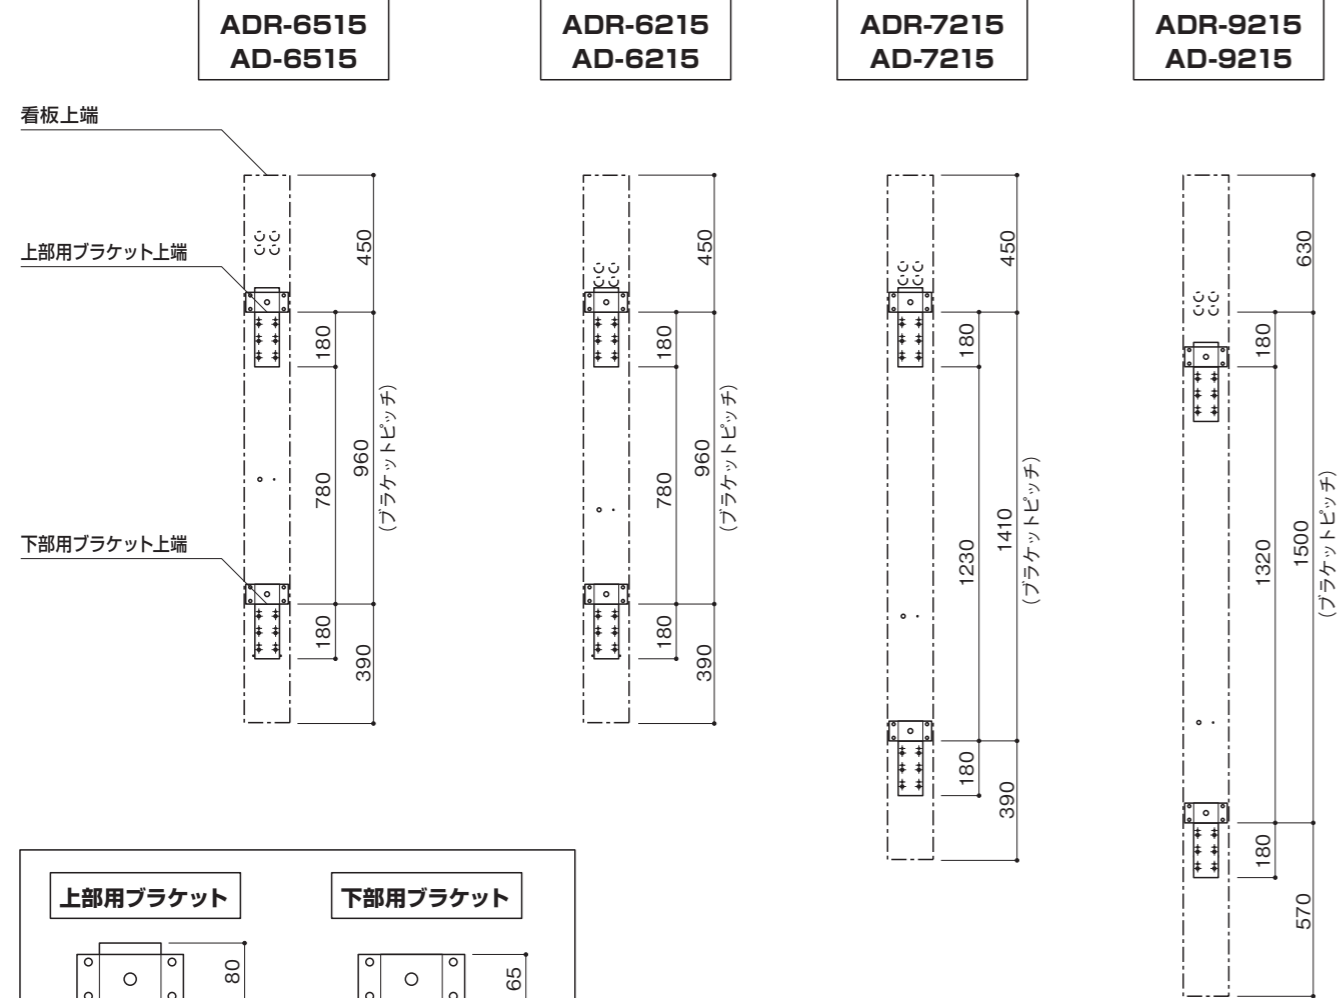 ADR-6515
AD-6515
ADR-6215
AD-6215
ADR-7215
AD-7215
ADR-9215
AD-9215
看板上端
上部用ブラケット上端
下部用ブラケット上端
450
180
960
(ブラケットピッチ)
780
180
390
450
180
960
(ブラケットピッチ)
780
180
390
450
180
1410
(ブラケットピッチ)
1230
180
390
630
180
1500
(ブラケットピッチ)
1320
180
570
上部用ブラケット
80
下部用ブラケット
65